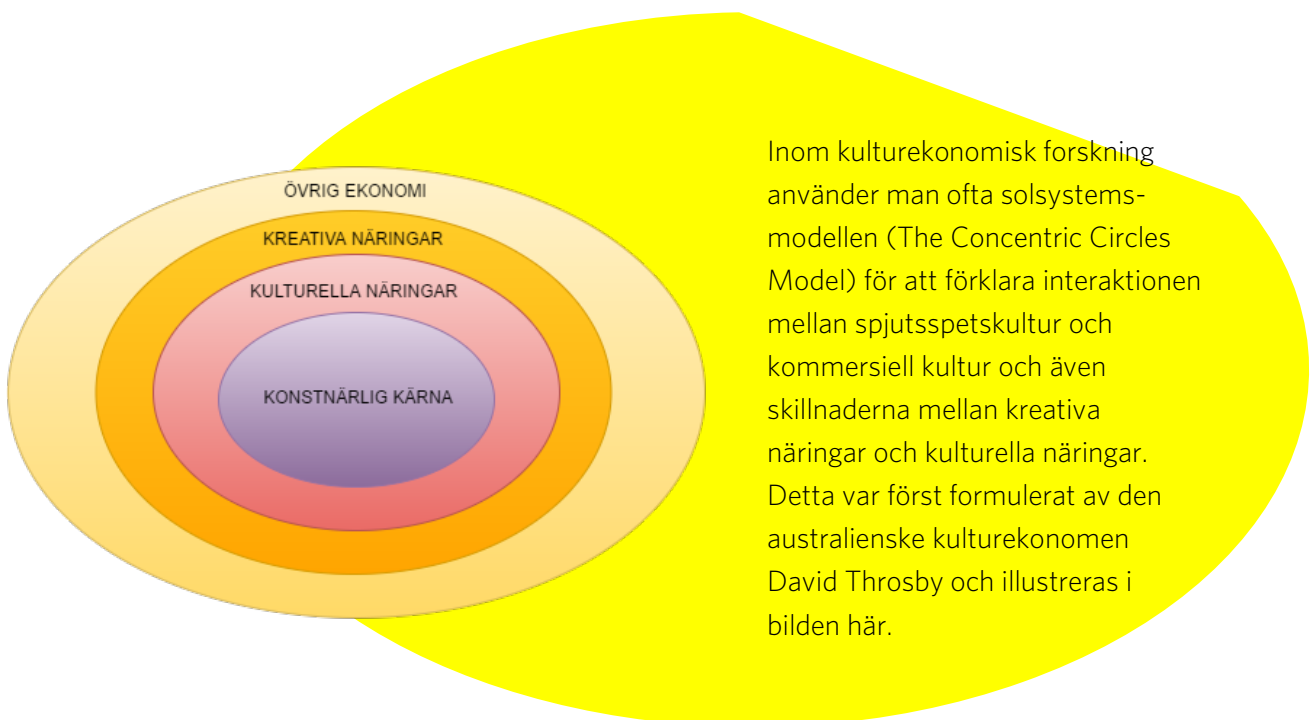 ÖVRIG EKONOMI
KREATIVA NÄRINGAR
KULTURELLA NÄRINGAR
KONSTNÄRLIG KÄRNA
Inom kulturekonomisk forskning
använder man ofta solsystems-
modellen (The Concentric Circles
Model) för att förklara interaktionen
mellan spjutsspetskultur och
kommersiell kultur och även
skillnaderna mellan kreativa
näringar och kulturella näringar.
Detta var först formulerat av den
australienske kulturekonomen
David Throsby och illustreras i
bilden här.